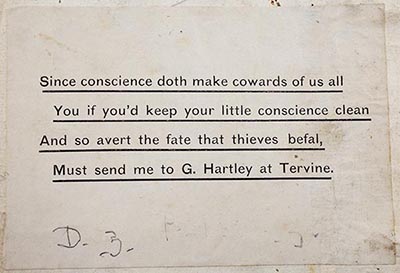 Since conscience doth make cowards of us all
You if you'd keep your little conscience clean
And so avert the fate that thieves befal,
Must send me to G. Hartley at Tervine.
D. 3.